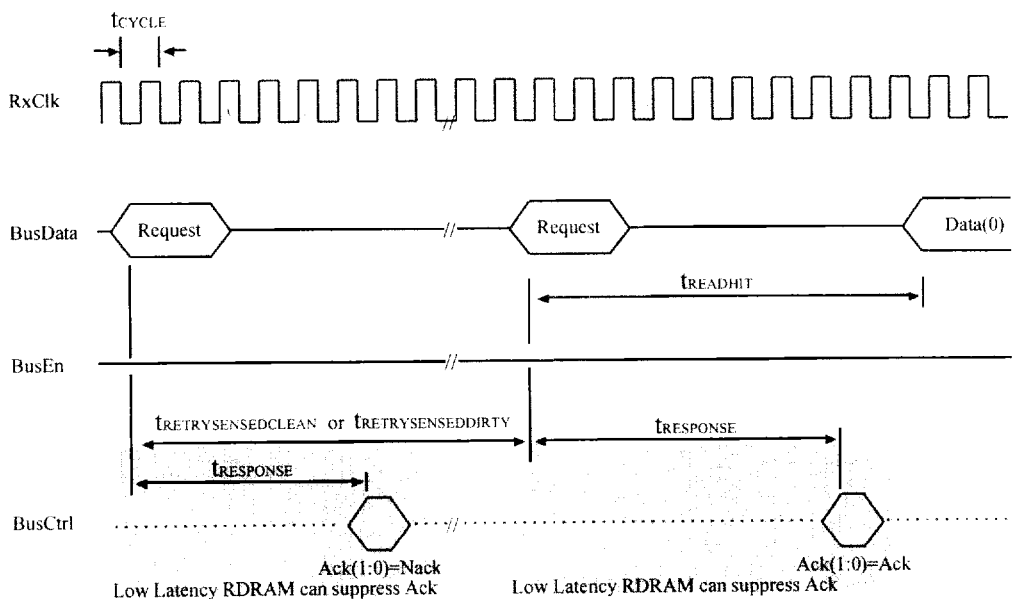 tCYCLE
RxClk
//
BusData
Request
//
Request
Data(0)
tREADHIT
BusEn
//
tRETRYSENSEDCLEAN or tRETRYSENSEDDIRTY
tRESPONSE
tRESPONSE
BusCtrl
//
Ack(1:0)=Nack
Ack(1:0)=Ack
Low Latency RDRAM can suppress Ack
Low Latency RDRAM can suppress Ack